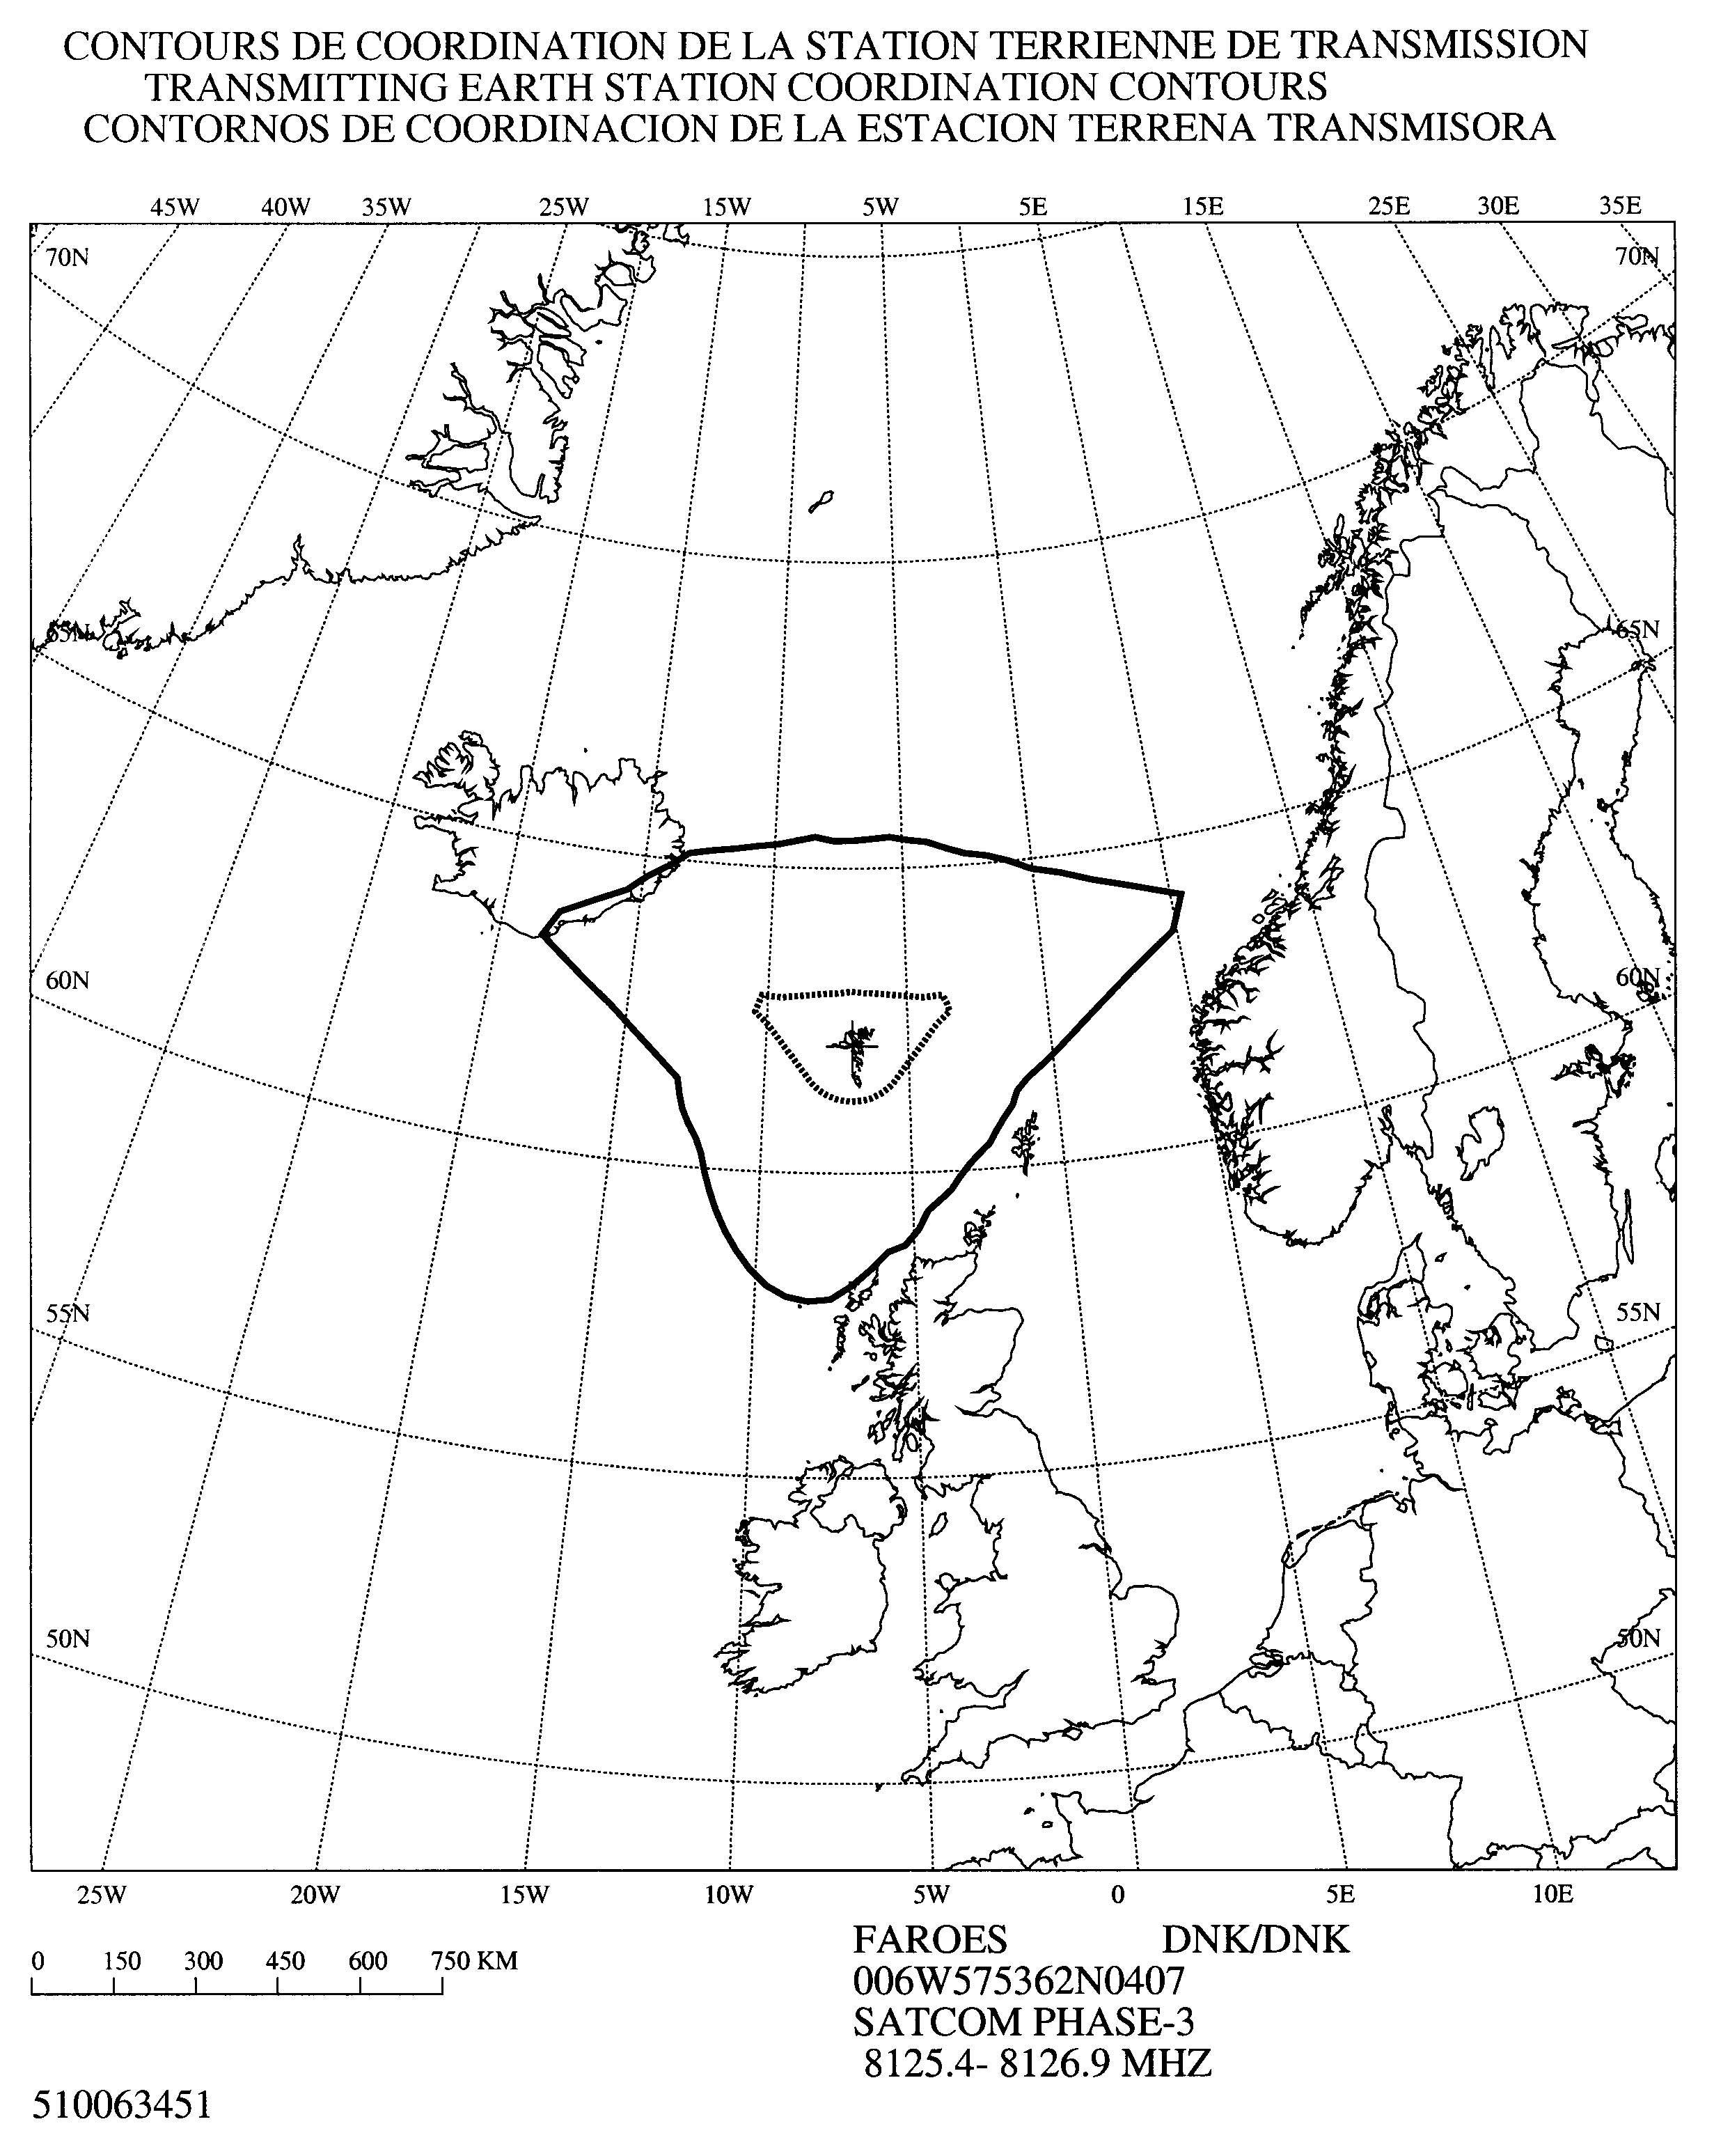 CONTOURS DE COORDINATION DE LA STATION TERRIENNE DE TRANSMISSION
TRANSMITTING EARTH STATION COORDINATION CONTOURS
CONTORNOS DE COORDINACION DE LA ESTACION TERRENA TRANSMISORA
45W 40W 35W 25W 15W 5W 5E 15E 25E 30E 35E
70N 70N
65N 65N
60N 60N
55N 55N
50N 50N
25W 20W 15W 10W 5W 0 5E 10E
FAROES DNK/DNK
0 150 300 450 600 750 KM
006W575362N0407
SATCOM PHASE-3
8125.4- 8126.9 MHZ
510063451